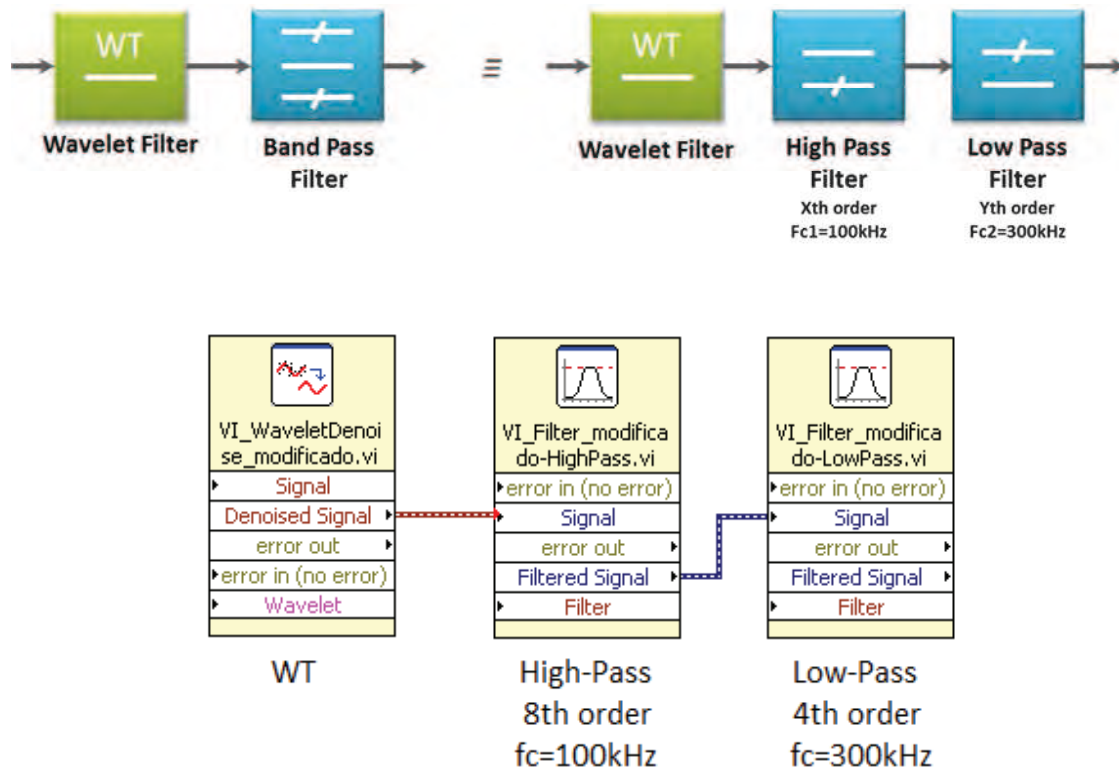 WT
Wavelet Filter
Band Pass
Filter
≡
WT
Wavelet Filter
High Pass
Filter
Xth order
Fc1=100kHz
Low Pass
Filter
Yth order
Fc2=300kHz
VI_WaveletDenoi
se_modificado.vi
Signal
Denoised Signal
error out
error in (no error)
Wavelet
WT
VI_Filter_modifica
do-HighPass.vi
error in (no error)
Signal
error out
Filtered Signal
Filter
High-Pass
8th order
fc=100kHz
VI_Filter_modifica
do-LowPass.vi
error in (no error)
Signal
error out
Filtered Signal
Filter
Low-Pass
4th order
fc=300kHz